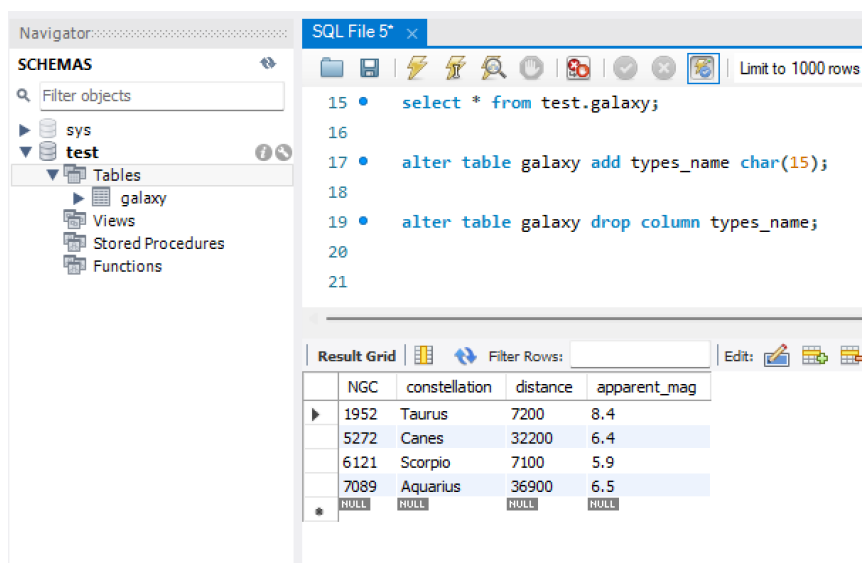 Navigator
SCHEMAS
Filter objects
sys
test
Tables
galaxy
Views
Stored Procedures
Functions
SQL File 5*
Limit to 1000 rows
15 select * from test.galaxy;
16
17 alter table galaxy add types_name char(15);
18
19 alter table galaxy drop column types_name;
20
21
Result Grid Filter Rows: Edit:
NGC constellation distance apparent_mag
1952 Taurus 7200 8.4
5272 Canes 32200 6.4
6121 Scorpio 7100 5.9
7089 Aquarius 36900 6.5
NULL NULL NULL NULL